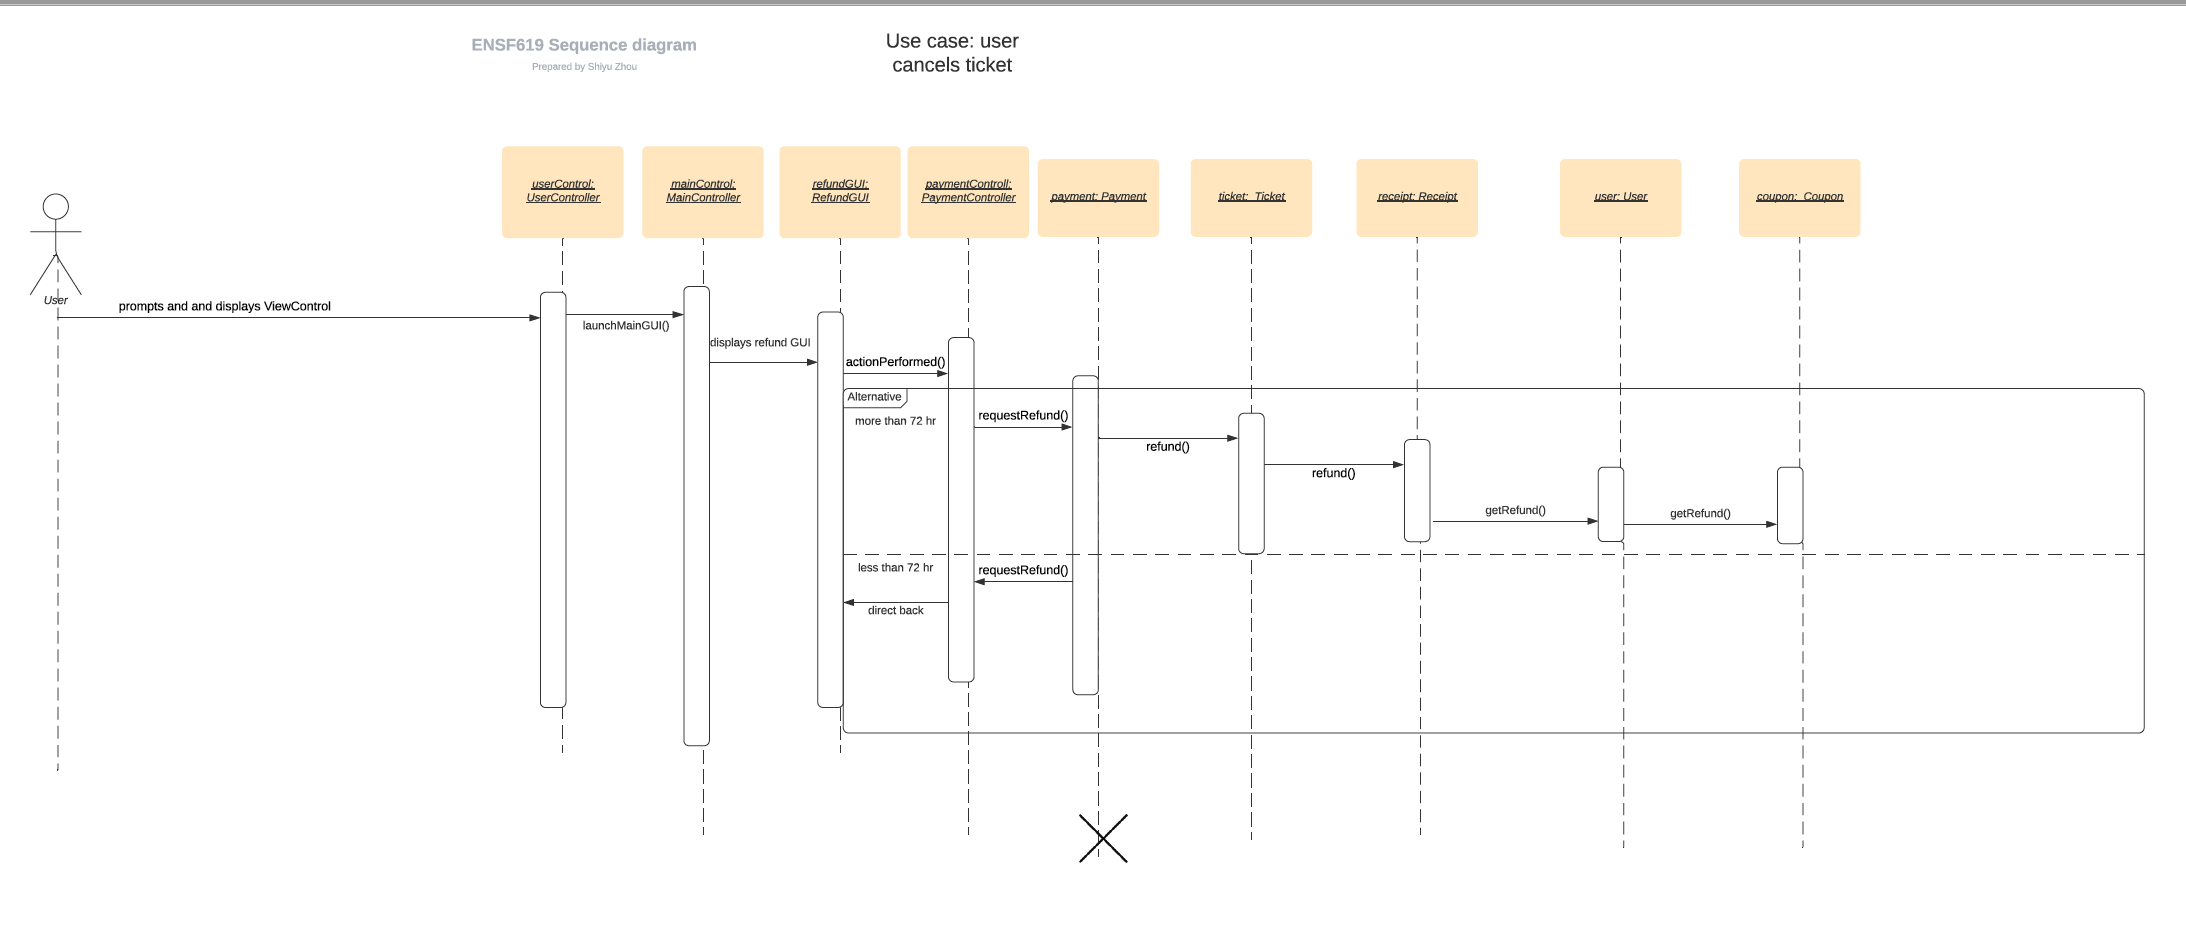 ENSF619 Sequence diagram
Prepared by Shiyu Zhou
Use case: user
cancels ticket
userControl:
UserController
mainControl:
MainController
refundGUI:
RefundGUI
paymentControll:
PaymentController
payment: Payment
ticket:  Ticket
receipt: Receipt
user: User
coupon:  Coupon
User
prompts and and displays ViewControl
launchMainGUI()
displays refund GUI
actionPerformed()
Alternative
more than 72 hr
requestRefund()
refund()
refund()
getRefund()
getRefund()
less than 72 hr
requestRefund()
direct back